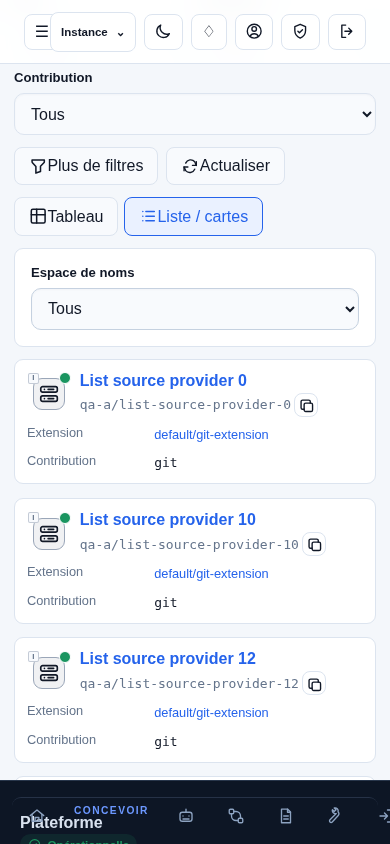 Instance
Contribution
Tous
Plus de filtres
Actualiser
Tableau
Liste / cartes
Espace de noms
Tous
I
List source provider 0
qa-a/list-source-provider-0
Extension
default/git-extension
Contribution
git
I
List source provider 10
qa-a/list-source-provider-10
Extension
default/git-extension
Contribution
git
I
List source provider 12
qa-a/list-source-provider-12
Extension
default/git-extension
Contribution
git
CONCEVOIR
Plateforme
Opérationnelle